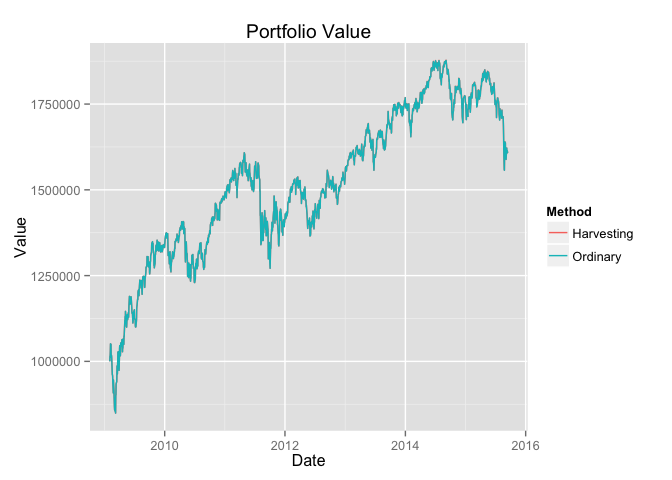 Portfolio Value
Value
1750000
1500000
1250000
1000000
2010
2012
2014
2016
Date
Method
Harvesting
Ordinary